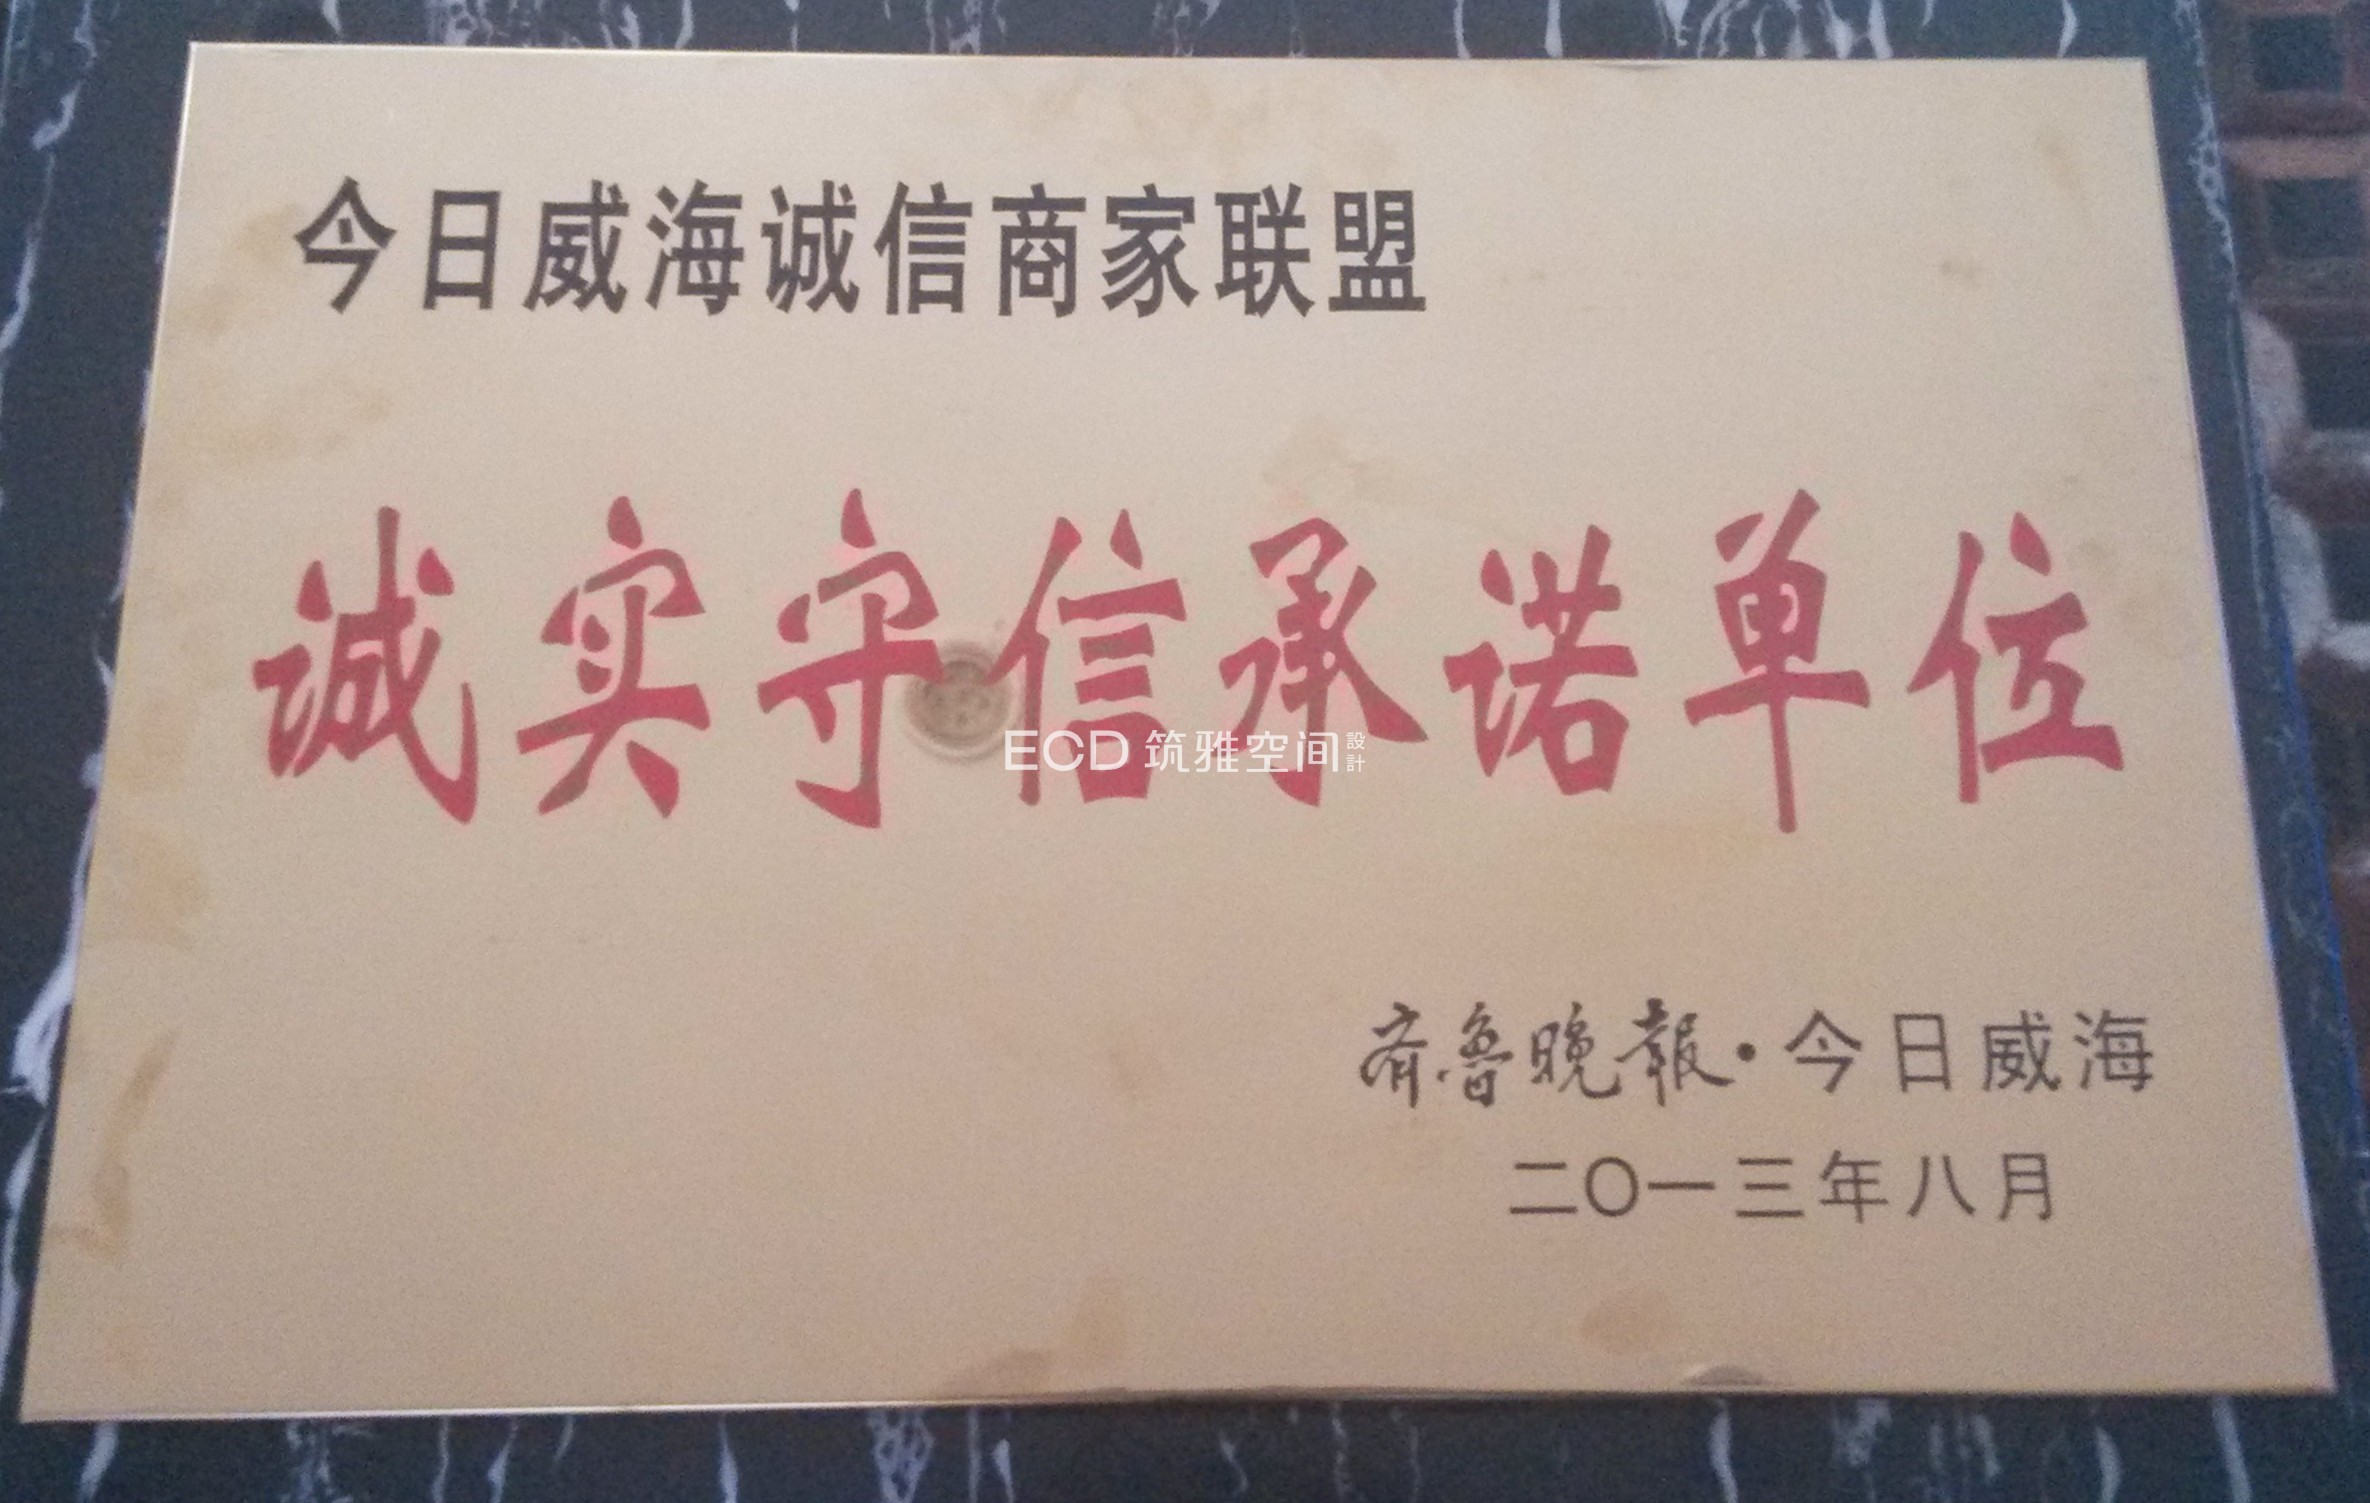 今日威海诚信商家联盟
诚实守信承诺单位
ECD 筑雅空间 設計
齐鲁晚報·今日威海
二〇一三年八月